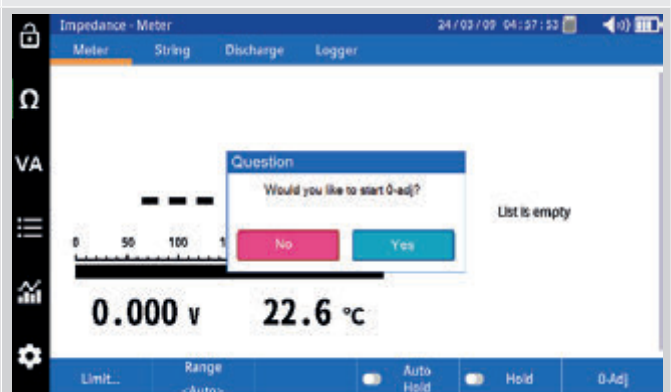 Impedance - Meter 24/03/09 04:57:53
Meter String Discharge Logger
Ω
VA
Question
Would you like to start 0-adj?
No Yes
---
List is empty
0 50 100 1
0.000 V 22.6 °C
Limit... Range <Auto> Auto Hold Hold 0-Adj